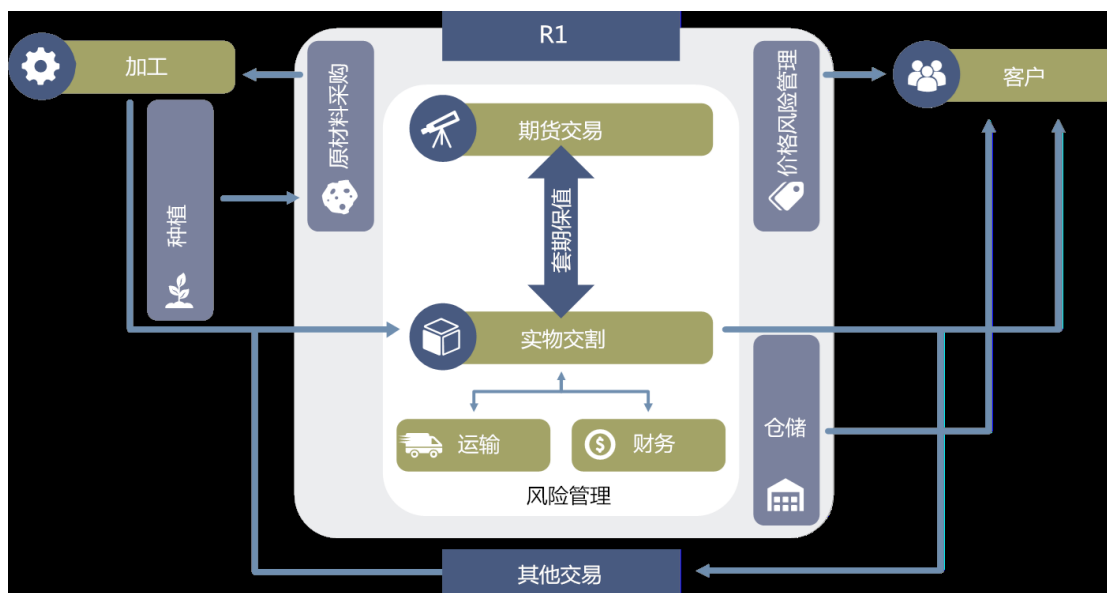 R1
加工
原材料采购
价格风险管理
客户
期货交易
种植
套期保值
实物交割
仓储
运输
财务
风险管理
其他交易